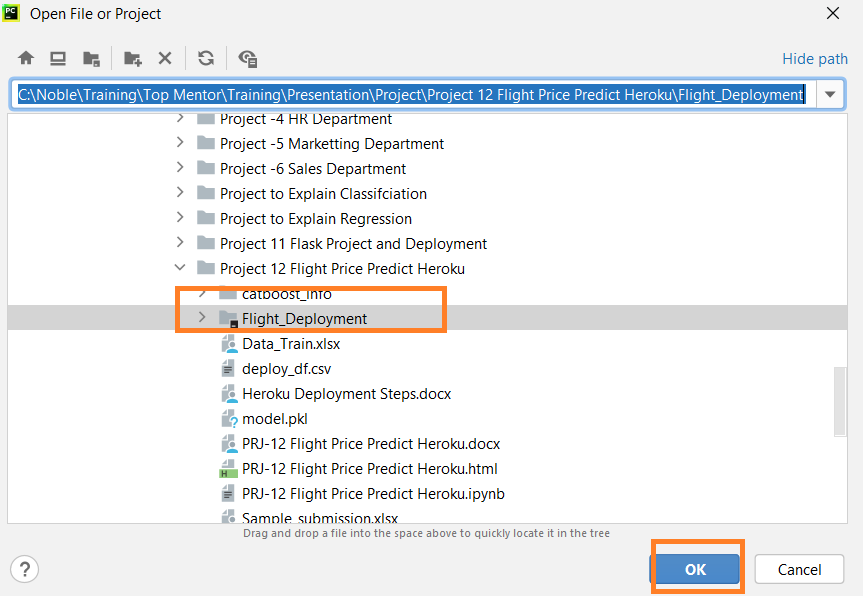 PC Open File or Project
Hide path
C:\Noble\Training\Top Mentor\Training\Presentation\Project\Project 12 Flight Price Predict Heroku\Flight_Deployment
Project -4 HR Department
Project -5 Marketting Department
Project -6 Sales Department
Project to Explain Classifciation
Project to Explain Regression
Project 11 Flask Project and Deployment
Project 12 Flight Price Predict Heroku
catboost_info
Flight_Deployment
Data_Train.xlsx
deploy_df.csv
Heroku Deployment Steps.docx
? model.pkl
PRJ-12 Flight Price Predict Heroku.docx
H PRJ-12 Flight Price Predict Heroku.html
PRJ-12 Flight Price Predict Heroku.ipynb
Sample_submission.xlsx
Drag and drop a file into the space above to quickly locate it in the tree
? OK Cancel